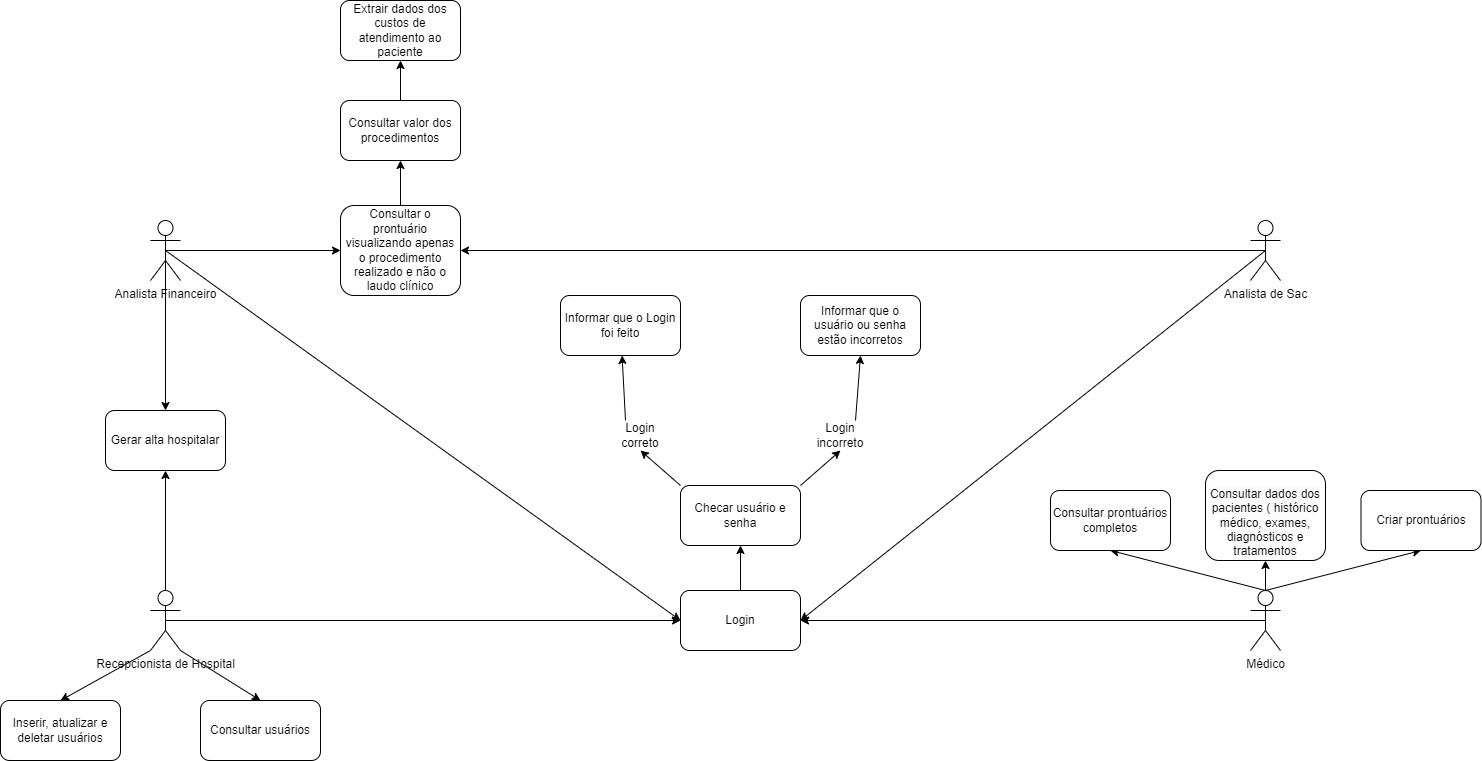 Extrair dados dos
custos de
atendimento ao
paciente
Consultar valor dos
procedimentos
Consultar o
prontuário
visualizando apenas
o procedimento
realizado e não o
laudo clínico
Analista Financeiro
Analista de Sac
Informar que o Login
foi feito
Informar que o
usuário ou senha
estão incorretos
Gerar alta hospitalar
Login
correto
Login
incorreto
Checar usuário e
senha
Consultar prontuários
completos
Consultar dados dos
pacientes ( histórico
médico, exames,
diagnósticos e
tratamentos
Criar prontuários
Login
Recepcionista de Hospital
Médico
Inserir, atualizar e
deletar usuários
Consultar usuários